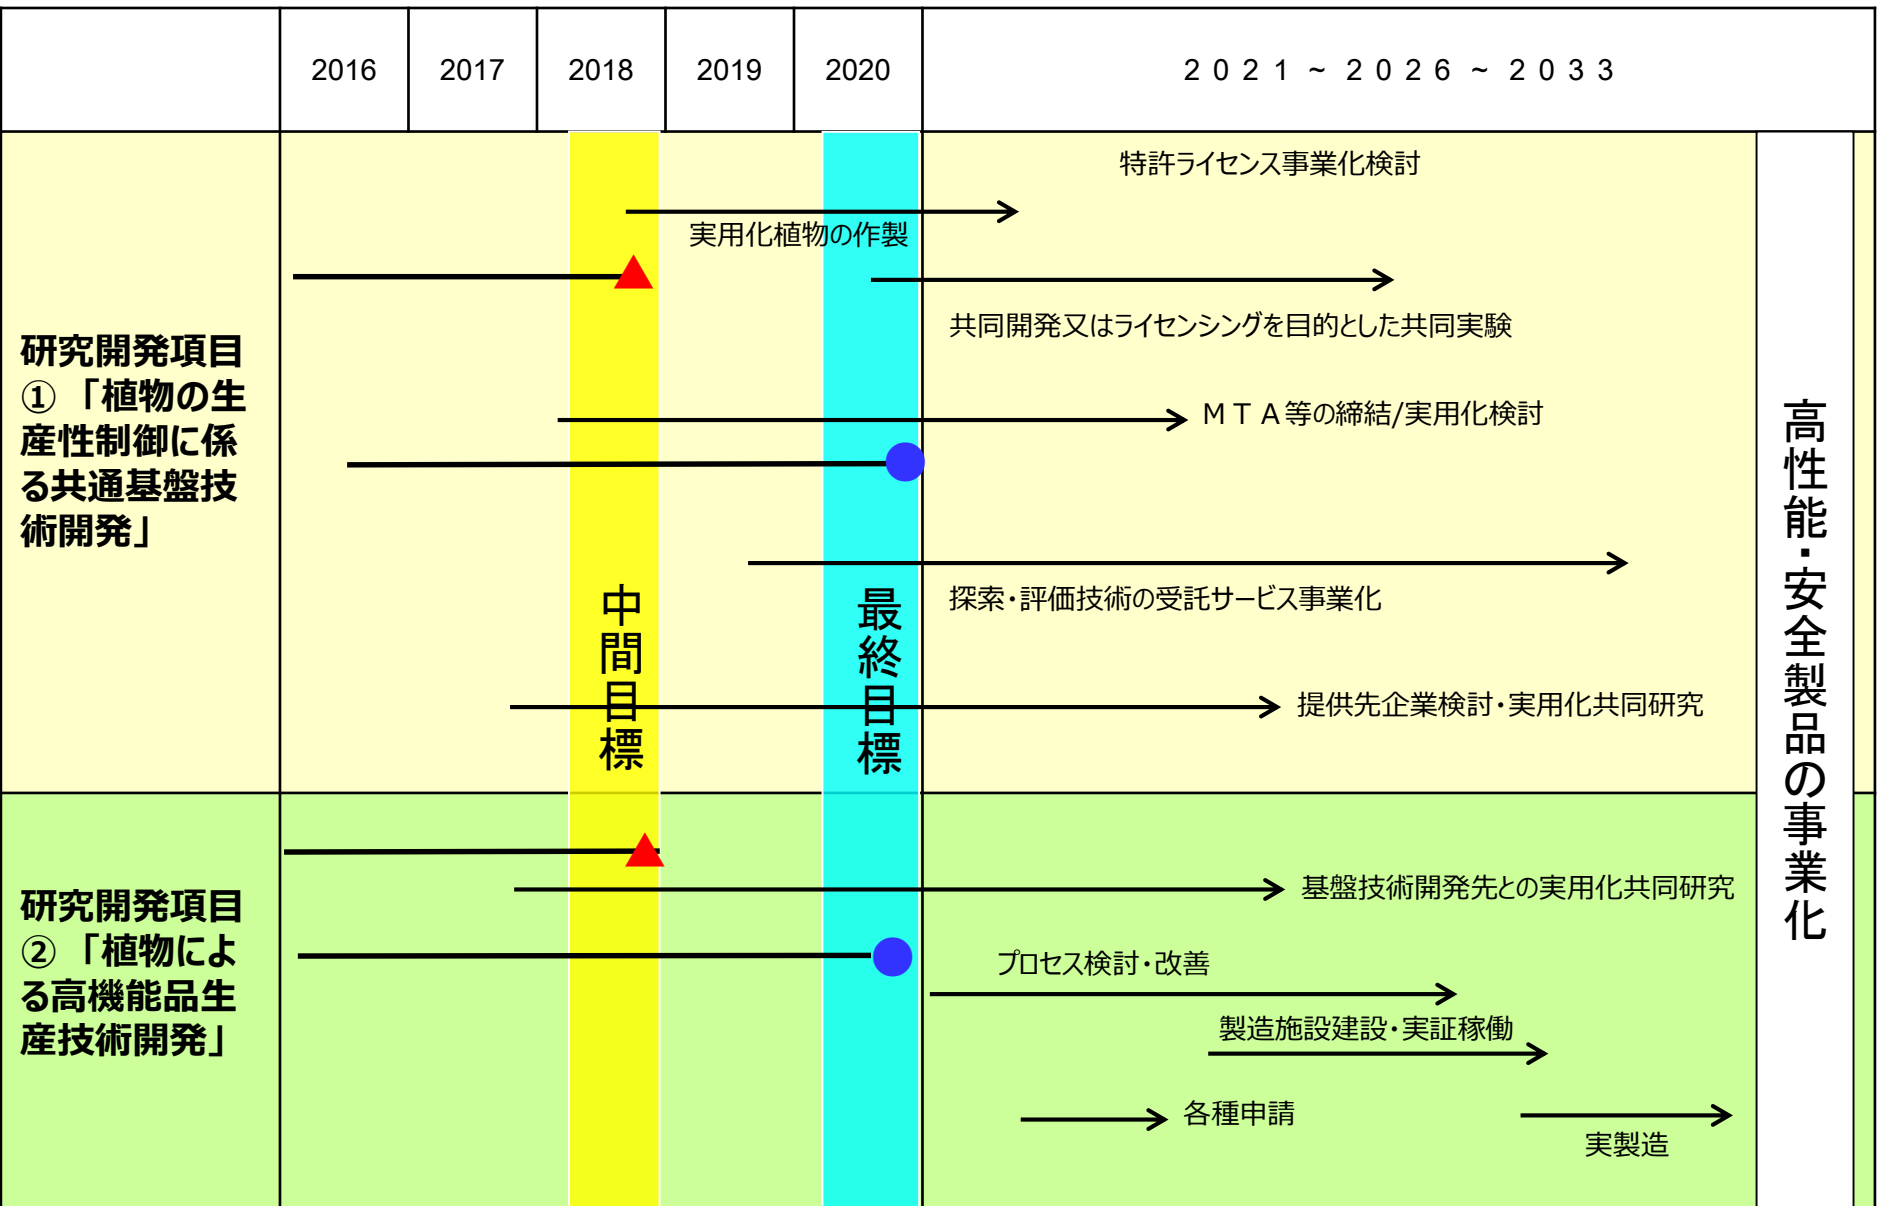 2016
2017
2018
2019
2020
２０２１～２０２６～２０３３
研究開発項目
①「植物の生
産性制御に係
る共通基盤技
術開発」
特許ライセンス事業化検討
実用化植物の作製
共同開発又はライセンシングを目的とした共同実験
ＭＴＡ等の締結/実用化検討
探索・評価技術の受託サービス事業化
提供先企業検討・実用化共同研究
中間目標
最終目標
高性能・安全製品の事業化
研究開発項目
②「植物によ
る高機能品生
産技術開発」
基盤技術開発先との実用化共同研究
プロセス検討・改善
製造施設建設・実証稼働
各種申請
実製造